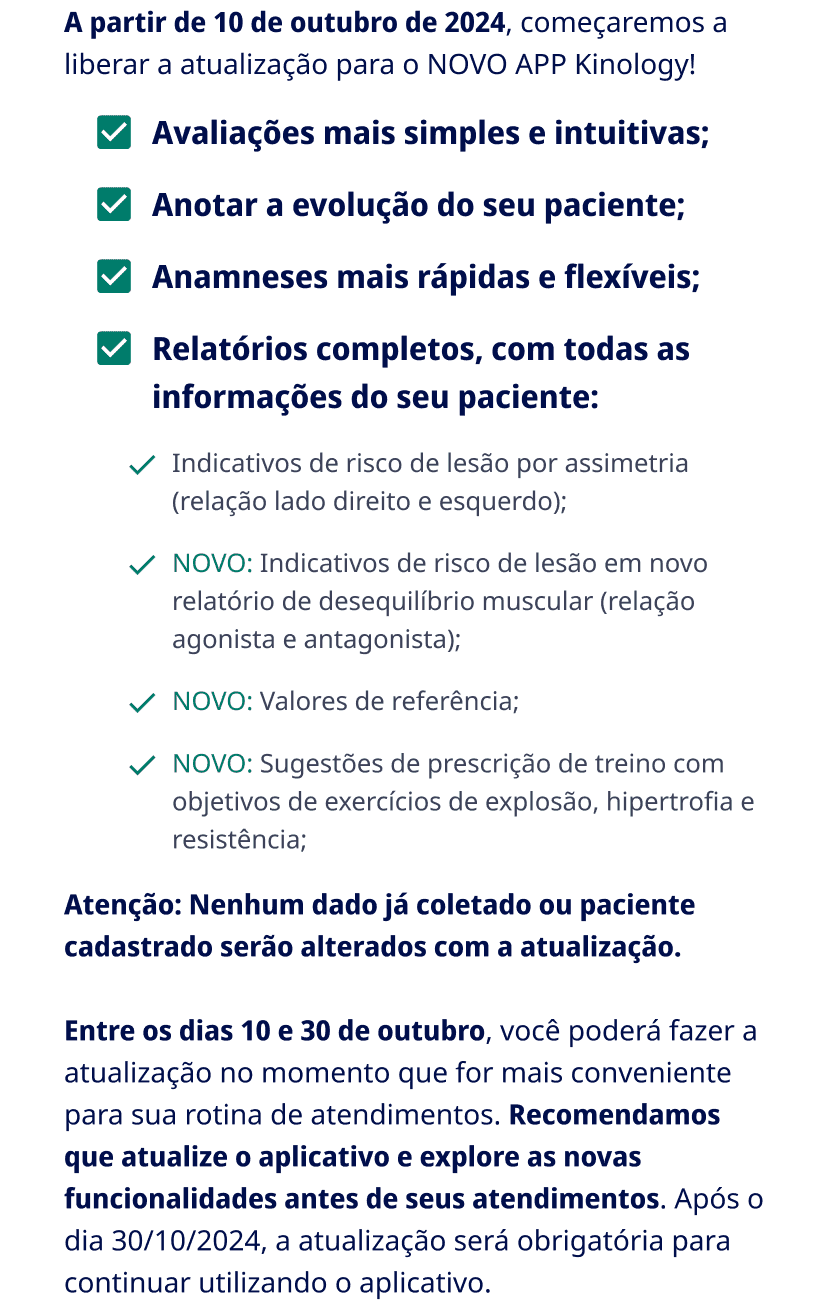 A partir de 10 de outubro de 2024, começaremos a
liberar a atualização para o NOVO APP Kinology!
Avaliações mais simples e intuitivas;
Anotar a evolução do seu paciente;
Anamneses mais rápidas e flexíveis;
Relatórios completos, com todas as
informações do seu paciente:
Indicativos de risco de lesão por assimetria
(relação lado direito e esquerdo);
NOVO: Indicativos de risco de lesão em novo
relatório de desequilíbrio muscular (relação
agonista e antagonista);
NOVO: Valores de referência;
NOVO: Sugestões de prescrição de treino com
objetivos de exercícios de explosão, hipertrofia e
resistência;
Atenção: Nenhum dado já coletado ou paciente
cadastrado serão alterados com a atualização.
Entre os dias 10 e 30 de outubro, você poderá fazer a
atualização no momento que for mais conveniente
para sua rotina de atendimentos. Recomendamos
que atualize o aplicativo e explore as novas
funcionalidades antes de seus atendimentos. Após o
dia 30/10/2024, a atualização será obrigatória para
continuar utilizando o aplicativo.